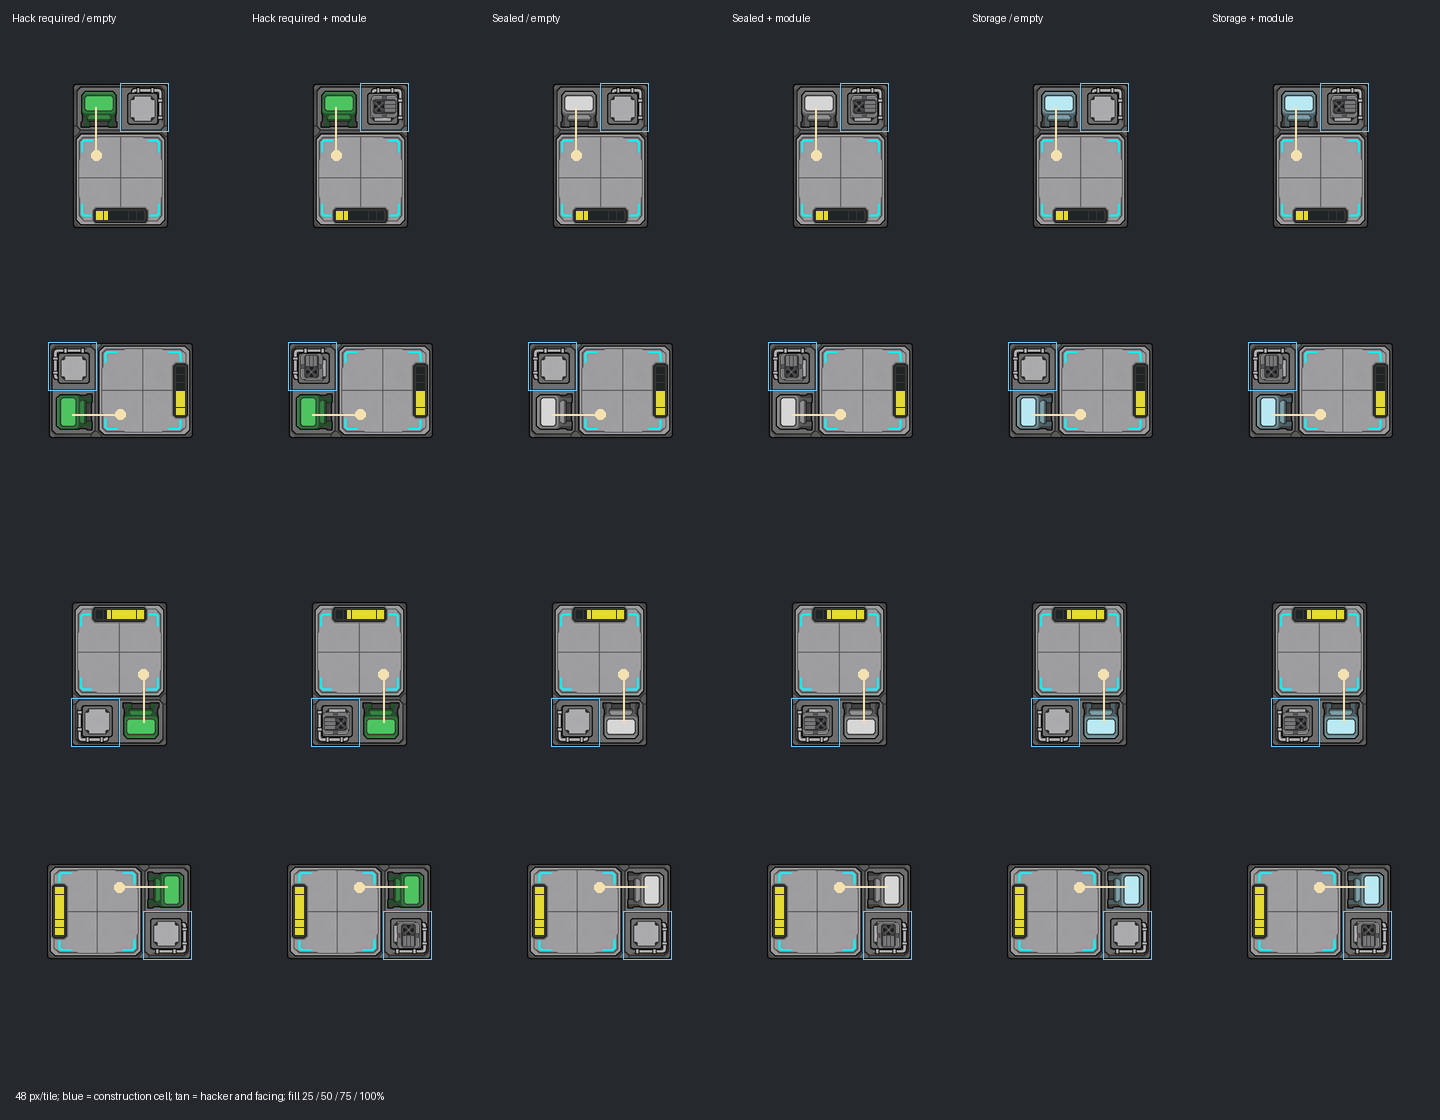 Hack required / empty
Hack required + module
Sealed / empty
Sealed + module
Storage / empty
Storage + module
48 px/tile; blue = construction cell; tan = hacker and facing; fill 25 / 50 / 75 / 100%